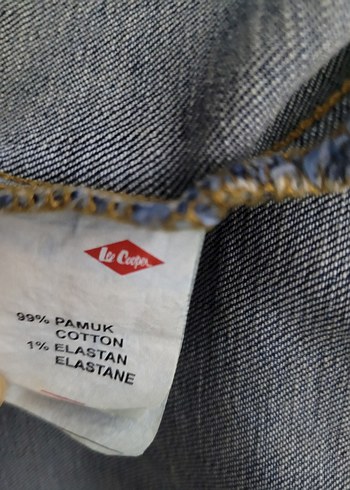 Lee Cooper
99% PAMUK
COTTON
1% ELASTAN
ELASTANE